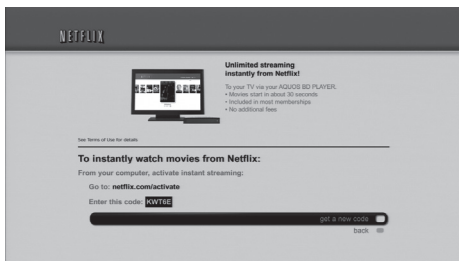 NETFLIX
Unlimited streaming
instantly from Netflix!
To your TV via your AQUOS BD PLAYER.
• Movies start in about 30 seconds
• Included in most memberships
• No additional fees
See Terms of Use for details
To instantly watch movies from Netflix:
From your computer, activate instant streaming:
Go to: netflix.com/activate
Enter this code: KWT6E
get a new code
back